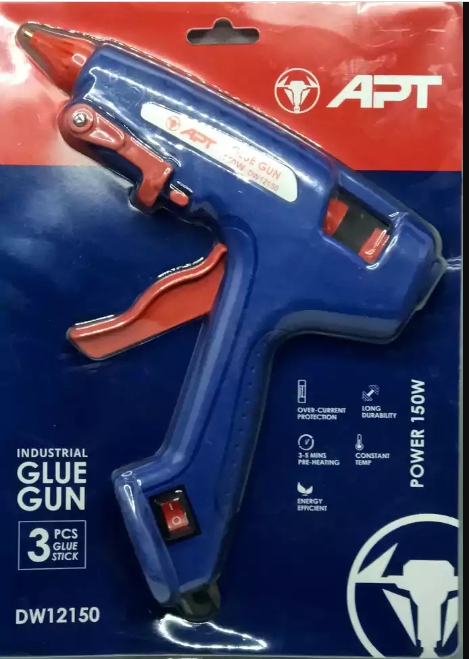 APT
APT
GLUE GUN
DW12150
OVER-CURRENT
PROTECTION
LONG
DURABILITY
3-5 MINS
PRE-HEATING
CONSTANT
TEMP
ENERGY
EFFICIENT
POWER 150W
INDUSTRIAL
GLUE
GUN
3 PCS
GLUE
STICK
DW12150